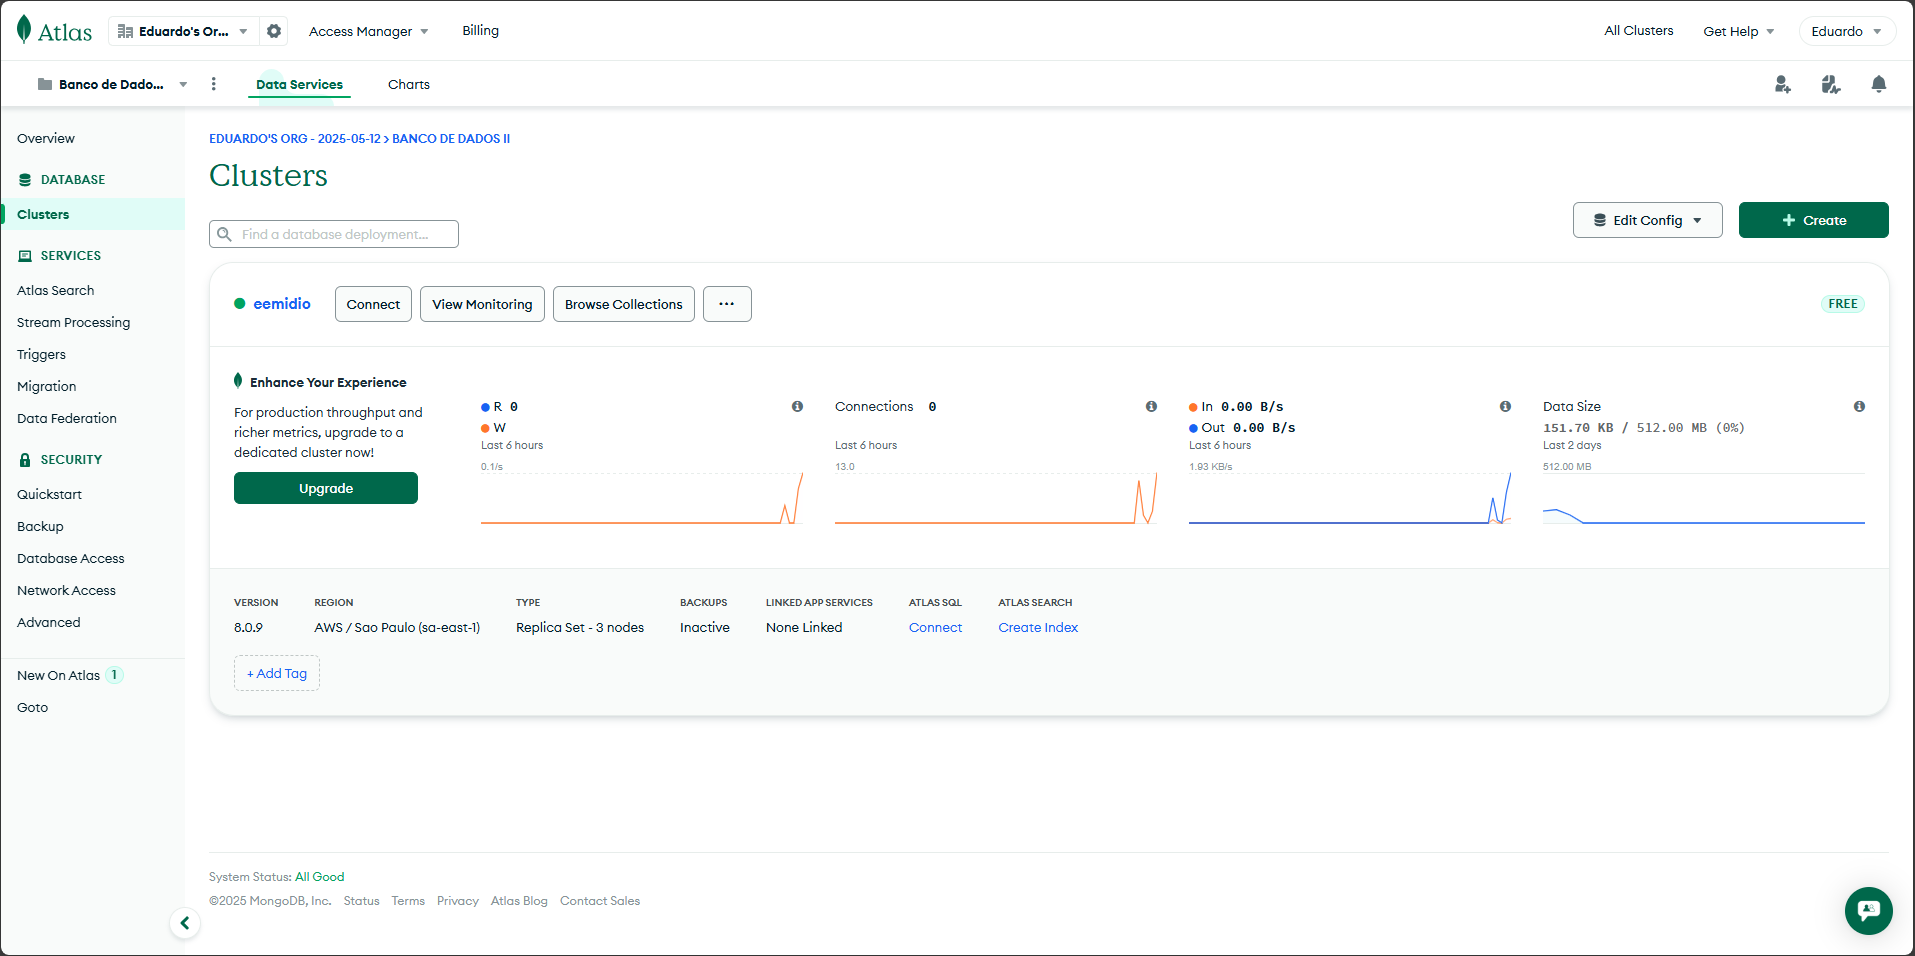 Atlas
Eduardo's Or...
Access Manager
Billing
All Clusters
Get Help
Eduardo
Banco de Dado...
Data Services
Charts
Overview
DATABASE
Clusters
SERVICES
Atlas Search
Stream Processing
Triggers
Migration
Data Federation
SECURITY
Quickstart
Backup
Database Access
Network Access
Advanced
New On Atlas 1
Goto
EDUARDO'S ORG - 2025-05-12 > BANCO DE DADOS II
Clusters
Find a database deployment...
Edit Config
+ Create
eemidio
Connect
View Monitoring
Browse Collections
...
FREE
Enhance Your Experience
For production throughput and
richer metrics, upgrade to a
dedicated cluster now!
Upgrade
R 0
W
Last 6 hours
0.1/s
Connections 0
Last 6 hours
13.0
In 0.00 B/s
Out 0.00 B/s
Last 6 hours
1.93 KB/s
Data Size
151.70 KB / 512.00 MB (0%)
Last 2 days
512.00 MB
VERSION
8.0.9
REGION
AWS / Sao Paulo (sa-east-1)
TYPE
Replica Set - 3 nodes
BACKUPS
Inactive
LINKED APP SERVICES
None Linked
ATLAS SQL
Connect
ATLAS SEARCH
Create Index
+ Add Tag
System Status: All Good
©2025 MongoDB, Inc. Status Terms Privacy Atlas Blog Contact Sales